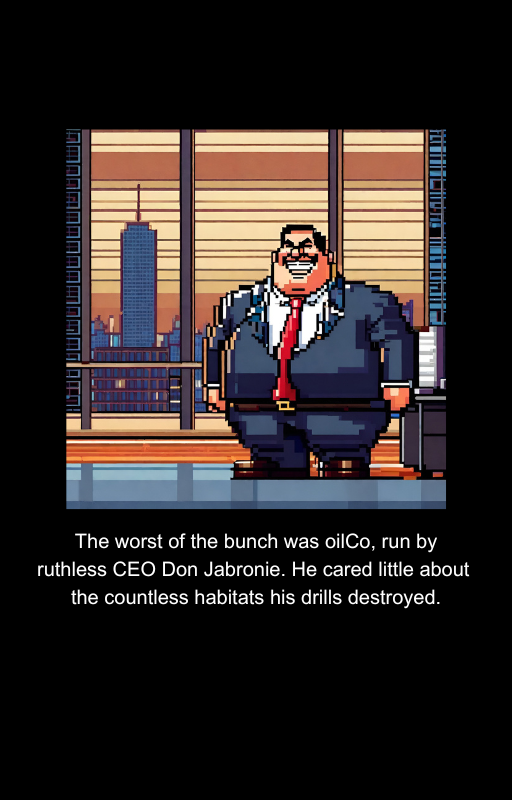 The worst of the bunch was oilCo, run by
ruthless CEO Don Jabronie. He cared little about
the countless habitats his drills destroyed.